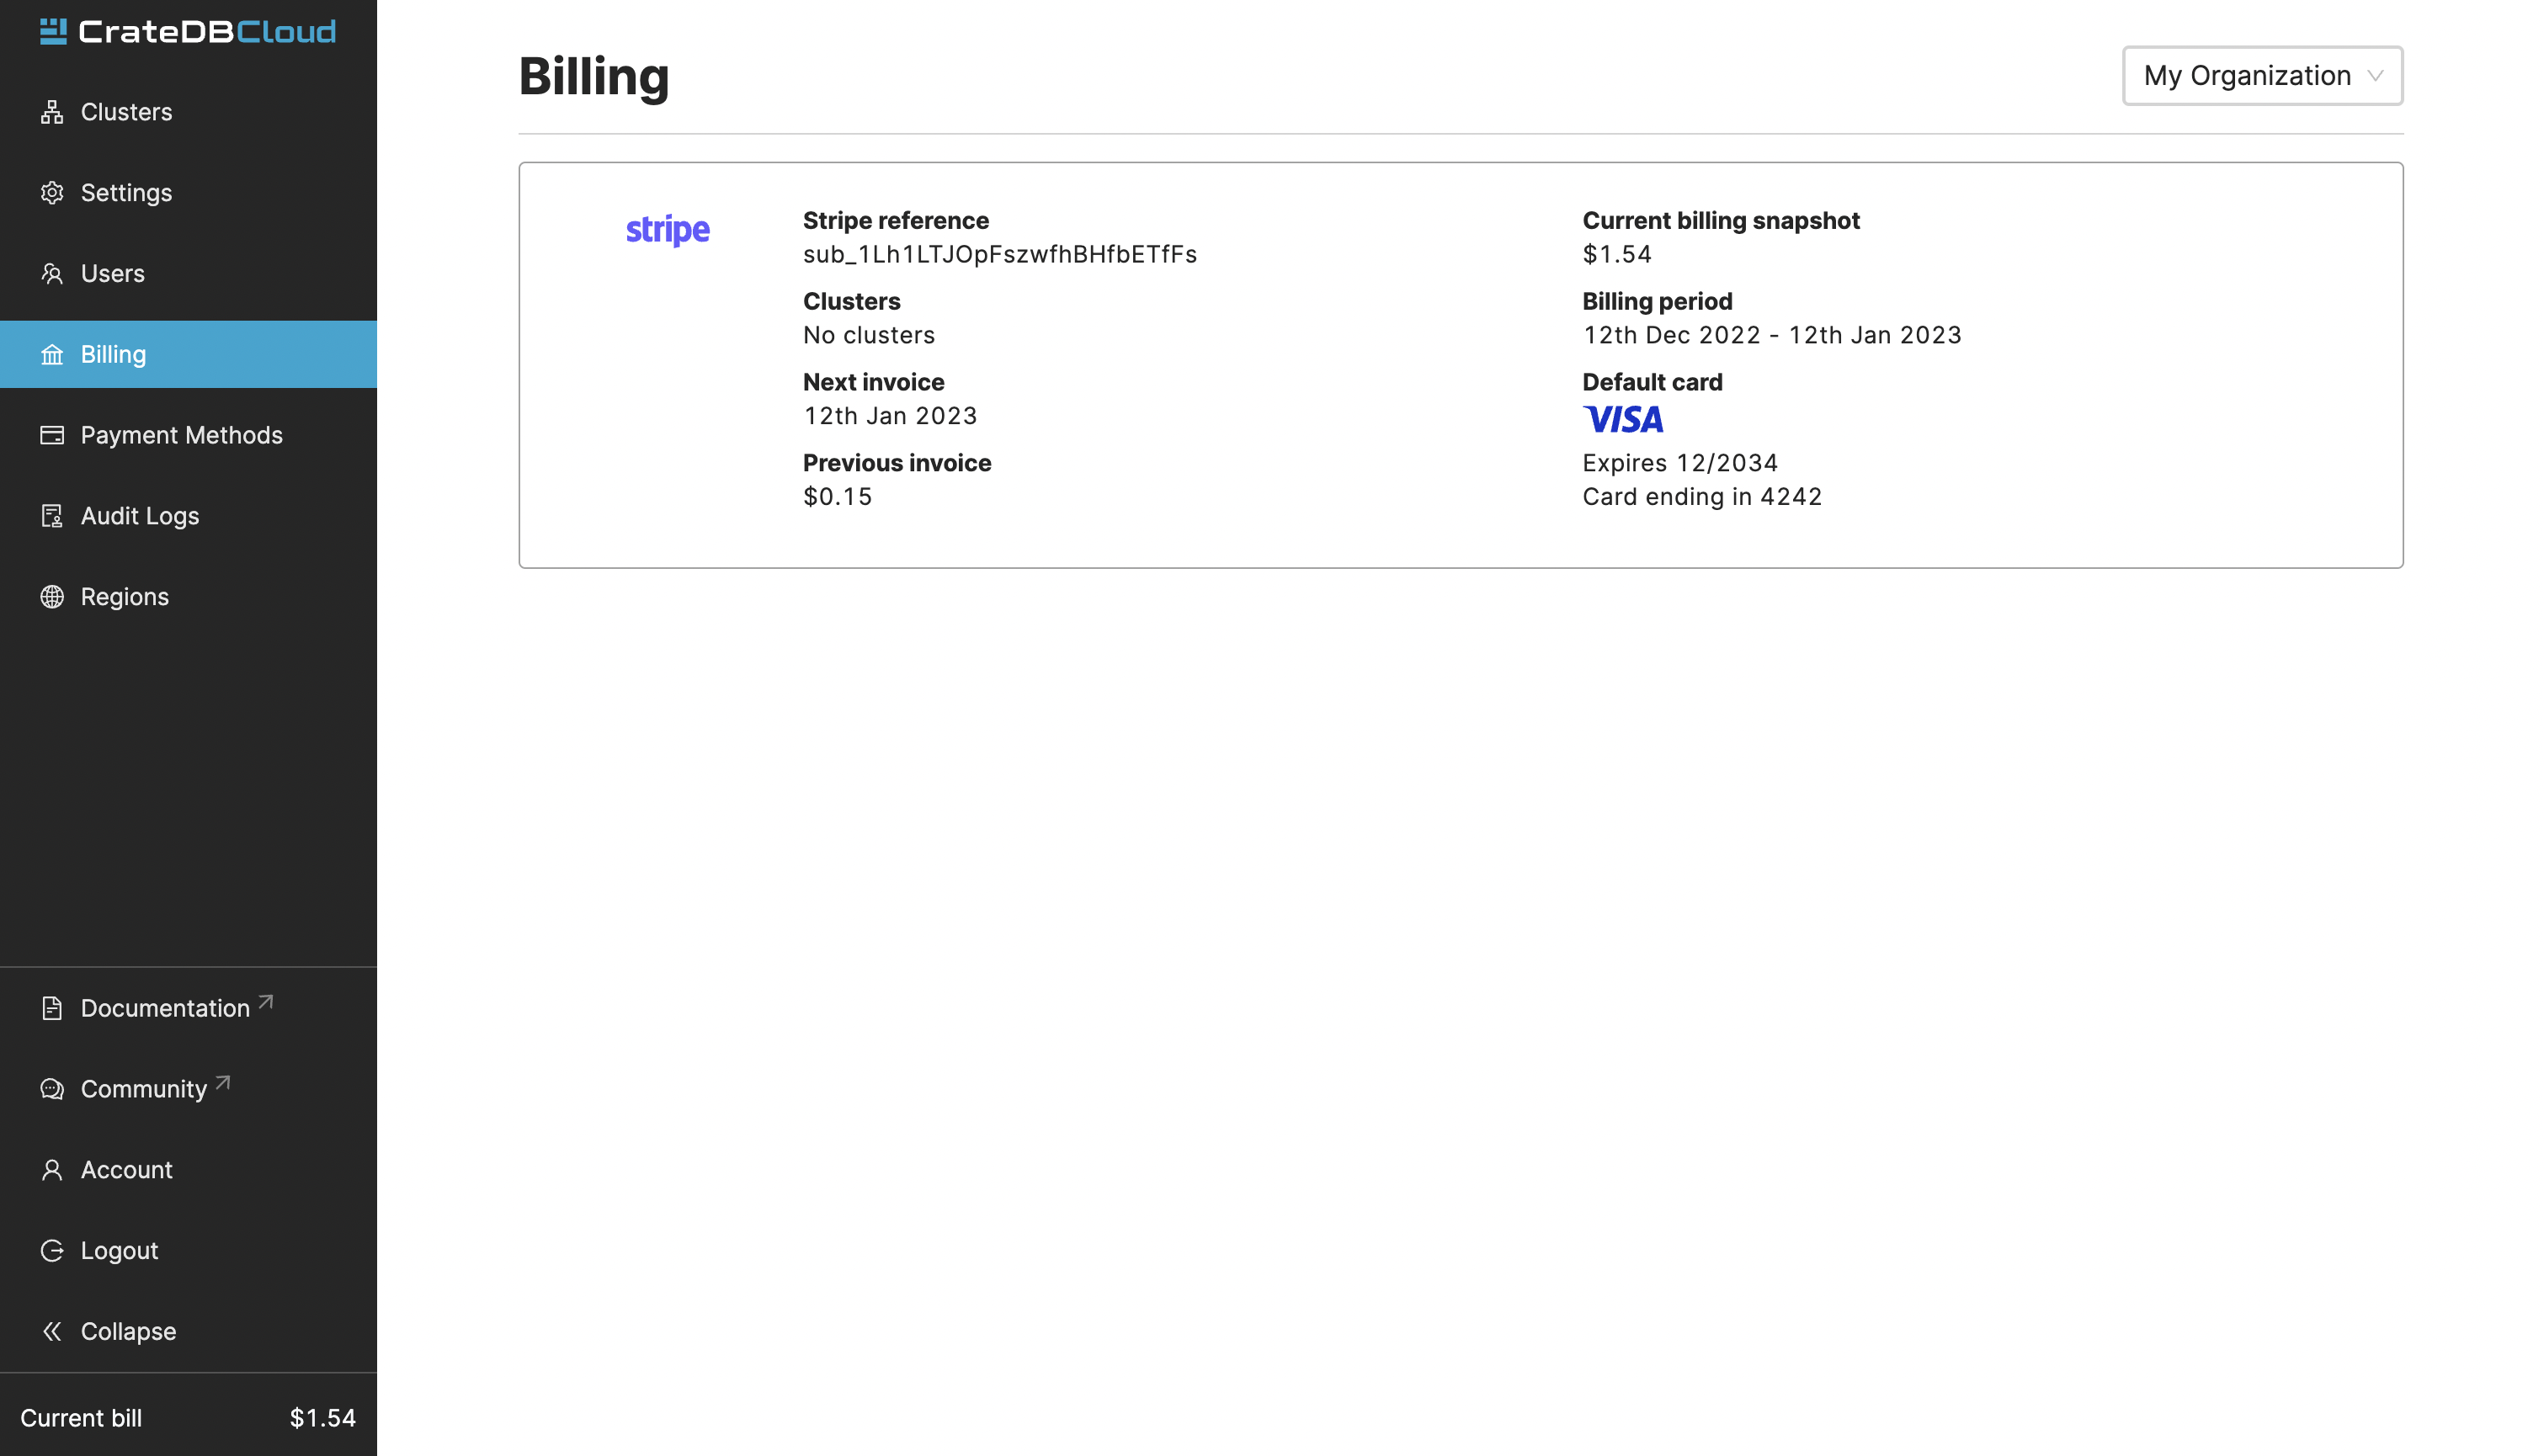 CrateDBCloud
Clusters
Settings
Users
Billing
Payment Methods
Audit Logs
Regions
Documentation
Community
Account
Logout
Collapse
Current bill $1.54
Billing
My Organization
stripe
Stripe reference
sub_1Lh1LTJOpFszwfhBHfbETfFs
Clusters
No clusters
Next invoice
12th Jan 2023
Previous invoice
$0.15
Current billing snapshot
$1.54
Billing period
12th Dec 2022 - 12th Jan 2023
Default card
VISA
Expires 12/2034
Card ending in 4242